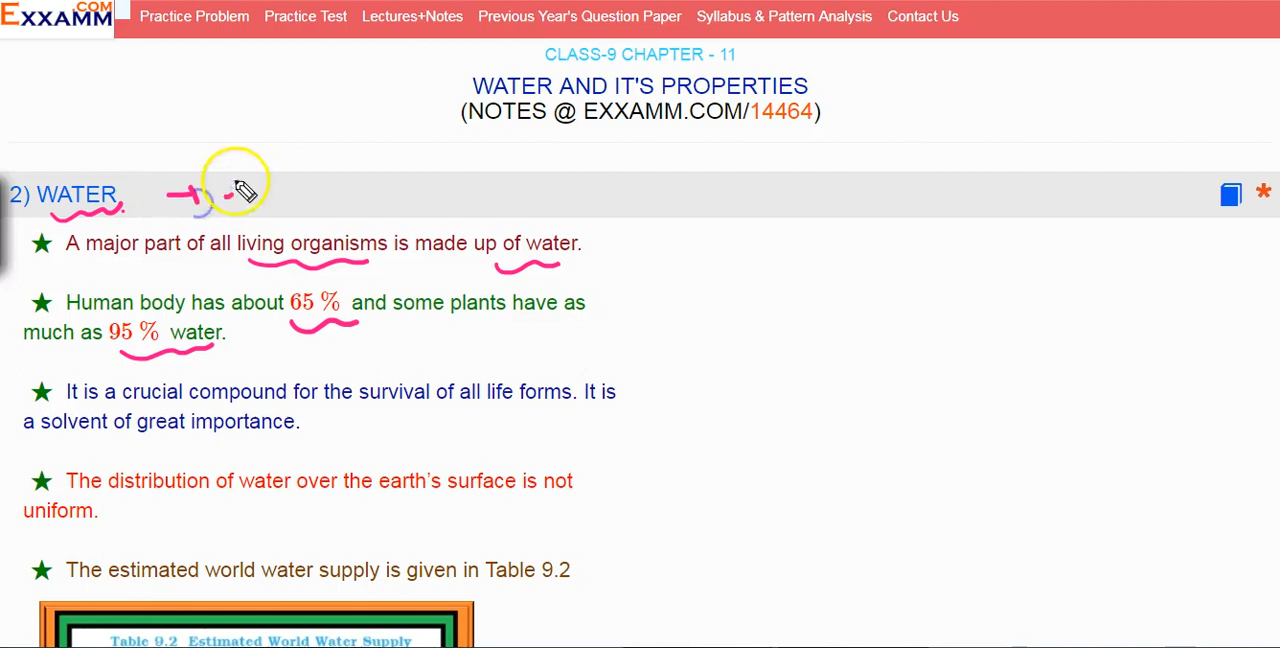 EXXAMM.COM
Practice Problem Practice Test Lectures+Notes Previous Year's Question Paper Syllabus & Pattern Analysis Contact Us
CLASS-9 CHAPTER - 11
WATER AND IT'S PROPERTIES
(NOTES @ EXXAMM.COM/14464)
2) WATER
★ A major part of all living organisms is made up of water.
★ Human body has about 65 % and some plants have as
much as 95 % water.
★ It is a crucial compound for the survival of all life forms. It is
a solvent of great importance.
★ The distribution of water over the earth's surface is not
uniform.
★ The estimated world water supply is given in Table 9.2
Table 9.2 Estimated World Water Supply